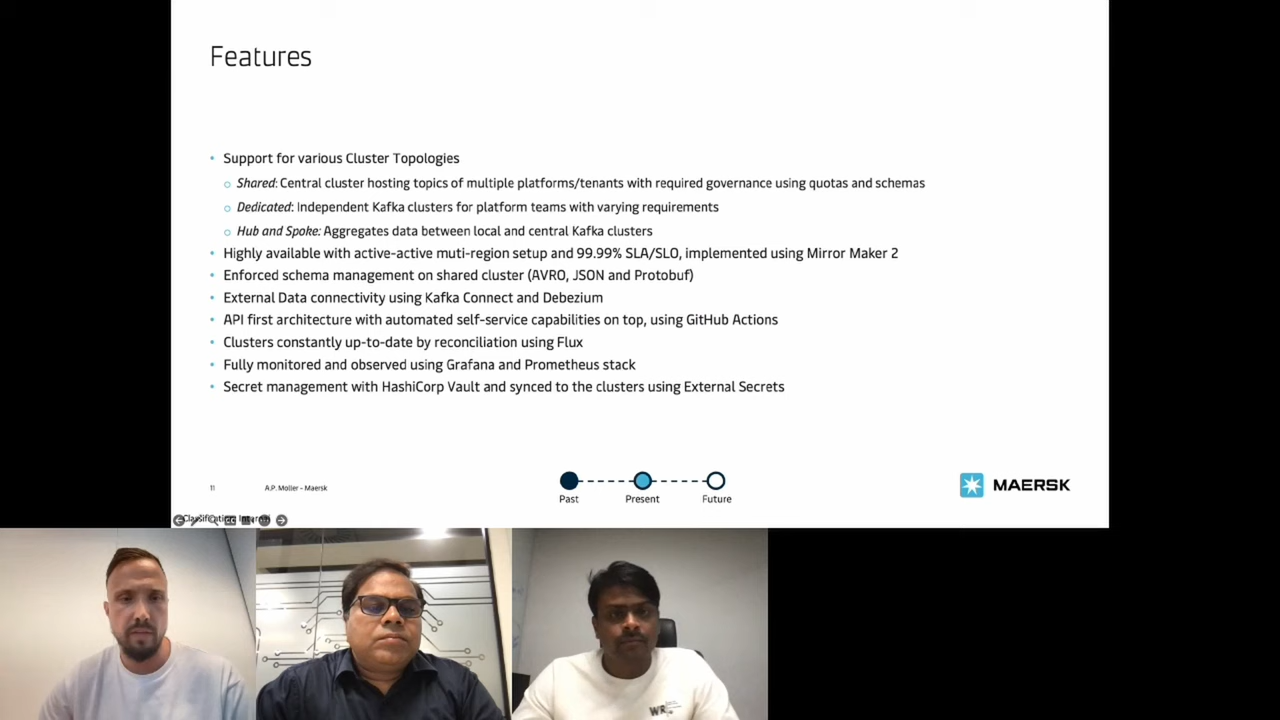 Features
• Support for various Cluster Topologies
○ Shared: Central cluster hosting topics of multiple platforms/tenants with required governance using quotas and schemas
○ Dedicated: Independent Kafka clusters for platform teams with varying requirements
○ Hub and Spoke: Aggregates data between local and central Kafka clusters
• Highly available with active-active muti-region setup and 99.99% SLA/SLO, implemented using Mirror Maker 2
• Enforced schema management on shared cluster (AVRO, JSON and Protobuf)
• External Data connectivity using Kafka Connect and Debezium
• API first architecture with automated self-service capabilities on top, using GitHub Actions
• Clusters constantly up-to-date by reconciliation using Flux
• Fully monitored and observed using Grafana and Prometheus stack
• Secret management with HashiCorp Vault and synced to the clusters using External Secrets
Past Present Future
11 A.P. Moller - Maersk
MAERSK
Classification: Internal